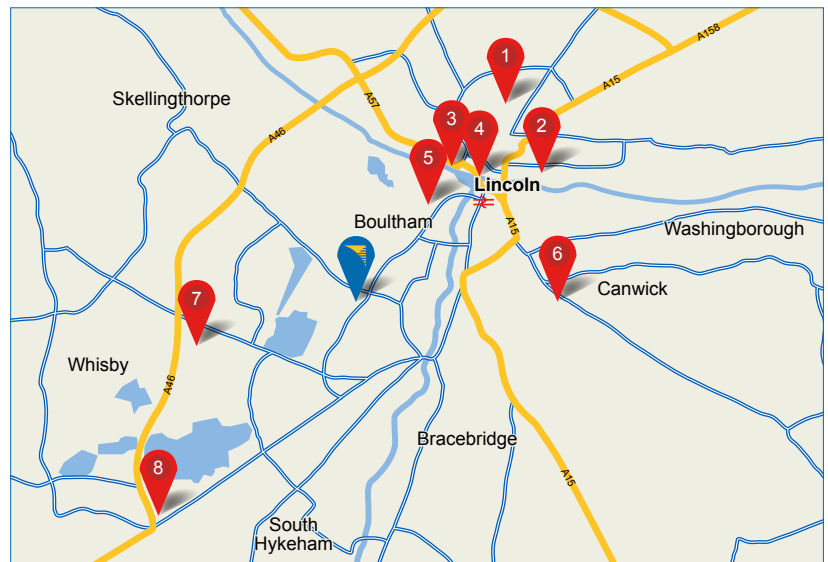 A158
1
A15
Skellingthorpe
A57
3
4
2
A46
5
Lincoln
Boultham
A15
Washingborough
6
Canwick
7
Whisby
A46
Bracebridge
8
A15
South
Hykeham